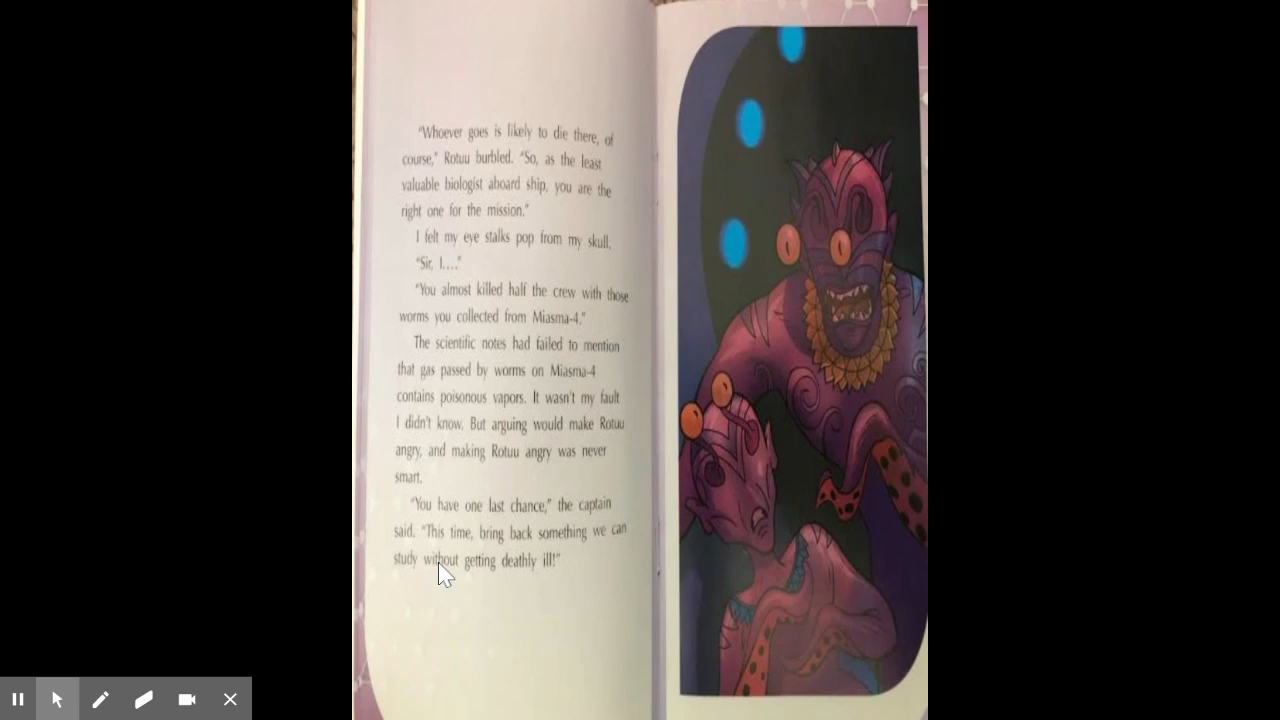 "Whoever goes is likely to die there, of
course," Rotuu burbled. "So, as the least
valuable biologist aboard ship, you are the
right one for the mission."
I felt my eye stalks pop from my skull.
"Sir, I...."
"You almost killed half the crew with those
worms you collected from Miasma-4."
The scientific notes had failed to mention
that gas passed by worms on Miasma-4
contains poisonous vapors. It wasn't my fault
I didn't know. But arguing would make Rotuu
angry, and making Rotuu angry was never
smart.
"You have one last chance," the captain
said. "This time, bring back something we can
study without getting deathly ill!"